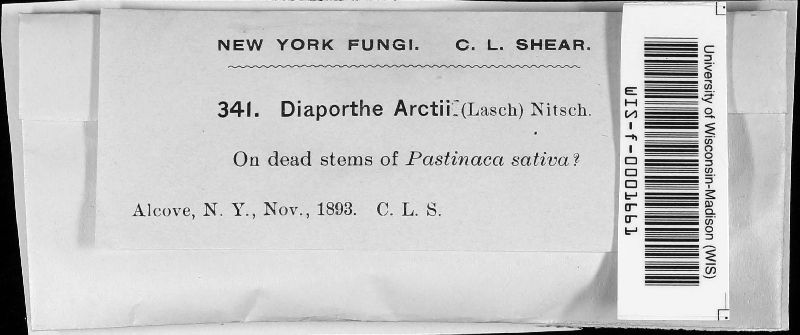 NEW YORK FUNGI. C. L. SHEAR.
341. Diaporthe Arctii (Lasch) Nitsch.
On dead stems of Pastinaca sativa?
Alcove, N. Y., Nov., 1893. C. L. S.
University of Wisconsin-Madison (WIS)
WIS-f-0001991